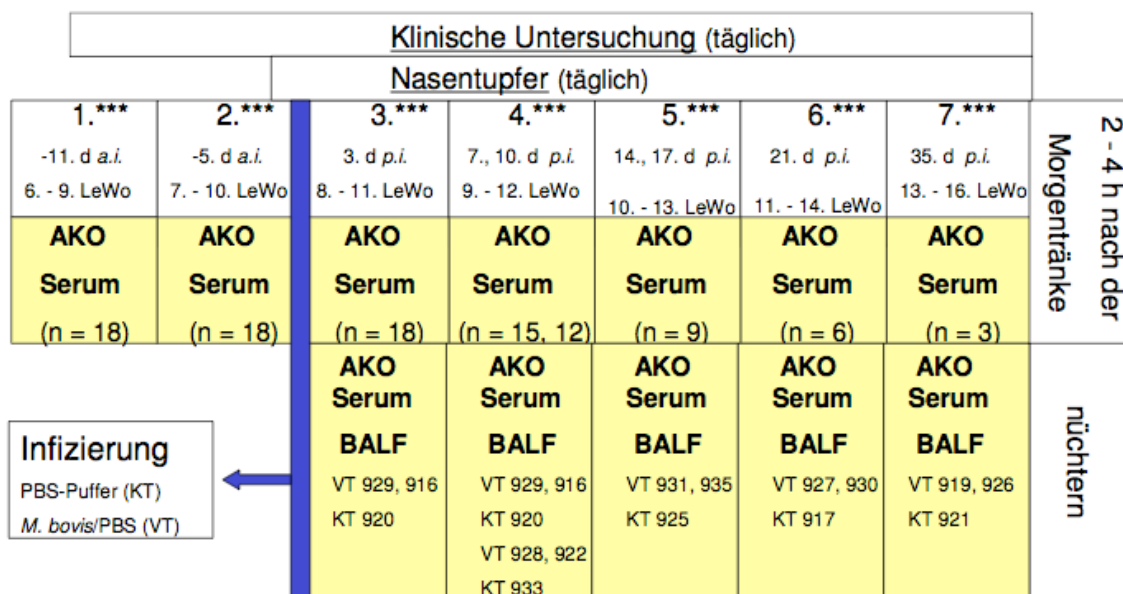 Klinische Untersuchung (täglich)
Nasentupfer (täglich)
1.*** 2.*** 3.*** 4.*** 5.*** 6.*** 7.***
-11. d a.i. -5. d a.i. 3. d p.i. 7., 10. d p.i. 14., 17. d p.i. 21. d p.i. 35. d p.i.
6. - 9. LeWo 7. - 10. LeWo 8. - 11. LeWo 9. - 12. LeWo 10. - 13. LeWo 11. - 14. LeWo 13. - 16. LeWo
2 - 4 h nach der
Morgentränke
AKO AKO AKO AKO AKO AKO AKO
Serum Serum Serum Serum Serum Serum Serum
(n = 18) (n = 18) (n = 18) (n = 15, 12) (n = 9) (n = 6) (n = 3)
AKO AKO AKO AKO AKO
Serum Serum Serum Serum Serum
BALF BALF BALF BALF BALF
VT 929, 916 VT 929, 916 VT 931, 935 VT 927, 930 VT 919, 926
KT 920 KT 920 KT 925 KT 917 KT 921
VT 928, 922
KT 933
nüchtern
Infizierung
PBS-Puffer (KT)
M. bovis/PBS (VT)